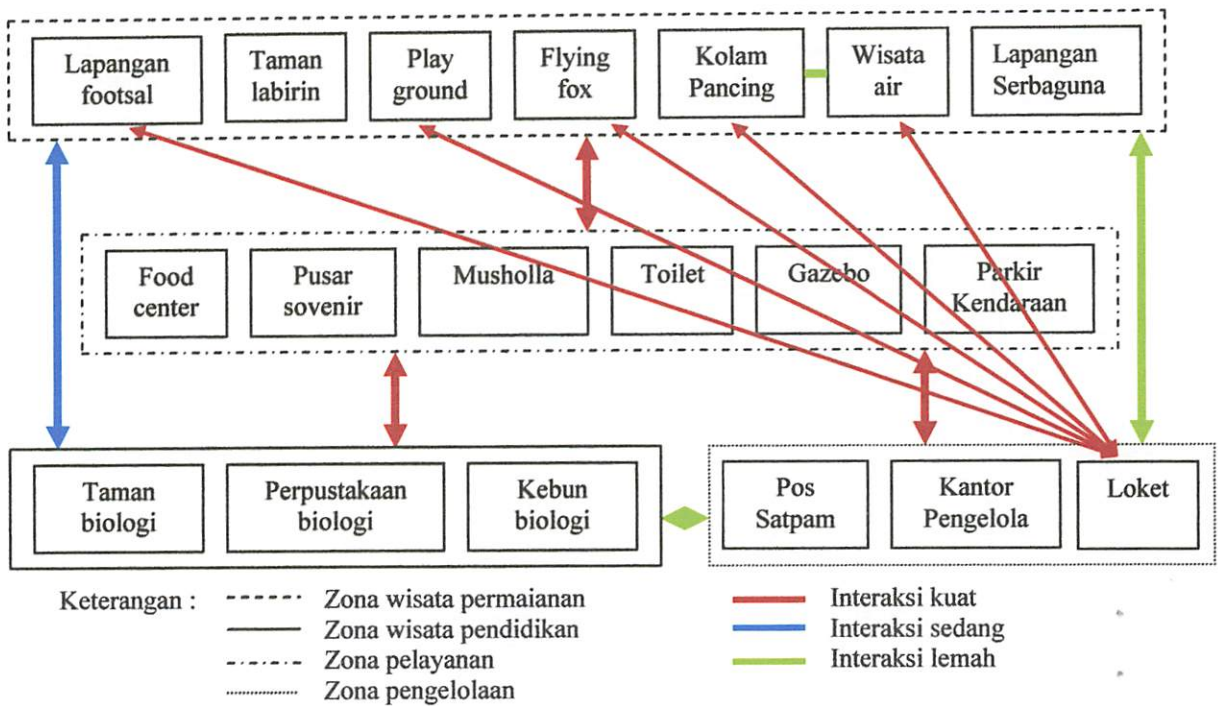 Lapangan
footsal
Taman
labirin
Play
ground
Flying
fox
Kolam
Pancing
Wisata
air
Lapangan
Serbaguna
Food
center
Pusar
sovenir
Musholla
Toilet
Gazebo
Parkir
Kendaraan
Taman
biologi
Perpustakaan
biologi
Kebun
biologi
Pos
Satpam
Kantor
Pengelola
Loket
Keterangan :
Zona wisata permaianan
Zona wisata pendidikan
Zona pelayanan
Zona pengelolaan
Interaksi kuat
Interaksi sedang
Interaksi lemah